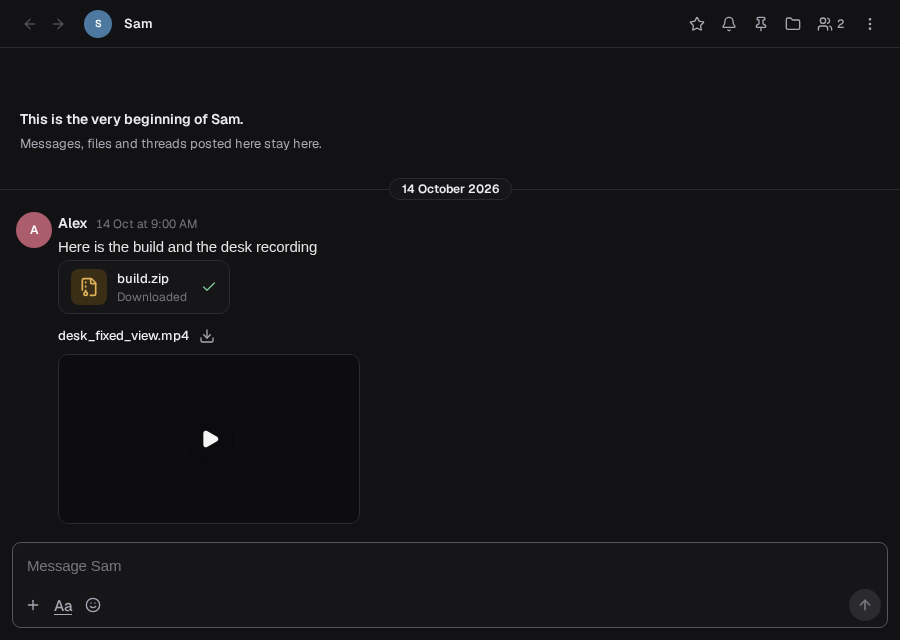 S Sam 2
This is the very beginning of Sam.
Messages, files and threads posted here stay here.
14 October 2026
A Alex 14 Oct at 9:00 AM
Here is the build and the desk recording
build.zip
Downloaded
desk_fixed_view.mp4
Message Sam
Aa